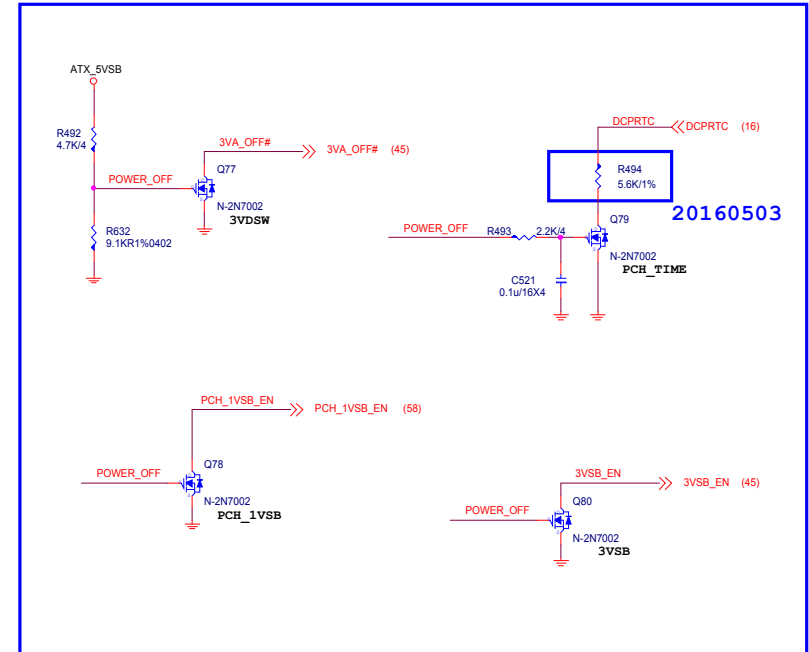 ATX_5VSB
R492
4.7K/4
POWER_OFF
R632
9.1KR1%0402
3VA_OFF#
3VA_OFF# (45)
Q77
N-2N7002
3VDSW
DCPRTC
DCPRTC (16)
R494
5.6K/1%
20160503
POWER_OFF
R493
2.2K/4
Q79
N-2N7002
PCH_TIME
C521
0.1u/16X4
PCH_1VSB_EN
PCH_1VSB_EN (58)
POWER_OFF
Q78
N-2N7002
PCH_1VSB
3VSB_EN
3VSB_EN (45)
POWER_OFF
Q80
N-2N7002
3VSB